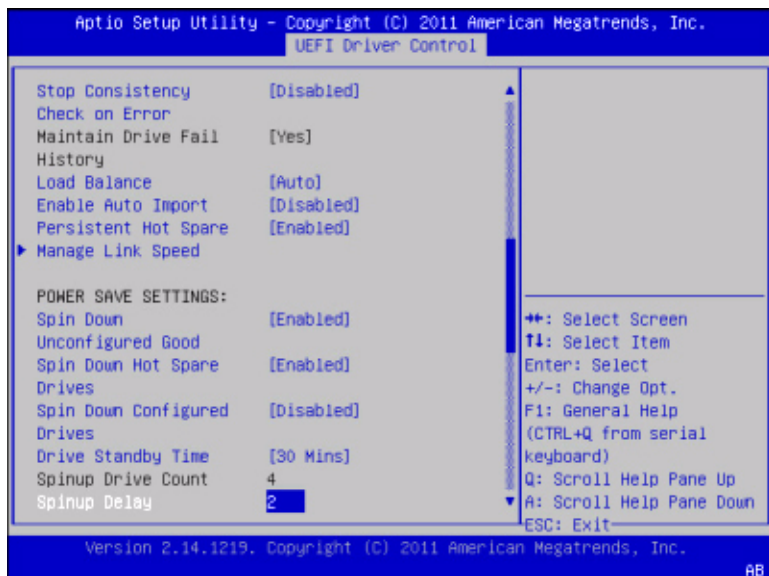 Aptio Setup Utility - Copyright (C) 2011 American Megatrends, Inc.
UEFI Driver Control
Stop Consistency [Disabled]
Check on Error
Maintain Drive Fail [Yes]
History
Load Balance [Auto]
Enable Auto Import [Disabled]
Persistent Hot Spare [Enabled]
Manage Link Speed
POWER SAVE SETTINGS:
Spin Down [Enabled]
Unconfigured Good
Spin Down Hot Spare [Enabled]
Drives
Spin Down Configured [Disabled]
Drives
Drive Standby Time [30 Mins]
Spinup Drive Count 4
Spinup Delay 2
→←: Select Screen
↑↓: Select Item
Enter: Select
+/-: Change Opt.
F1: General Help
(CTRL+Q from serial
keyboard)
Q: Scroll Help Pane Up
A: Scroll Help Pane Down
ESC: Exit
Version 2.14.1219. Copyright (C) 2011 American Megatrends, Inc.
AB